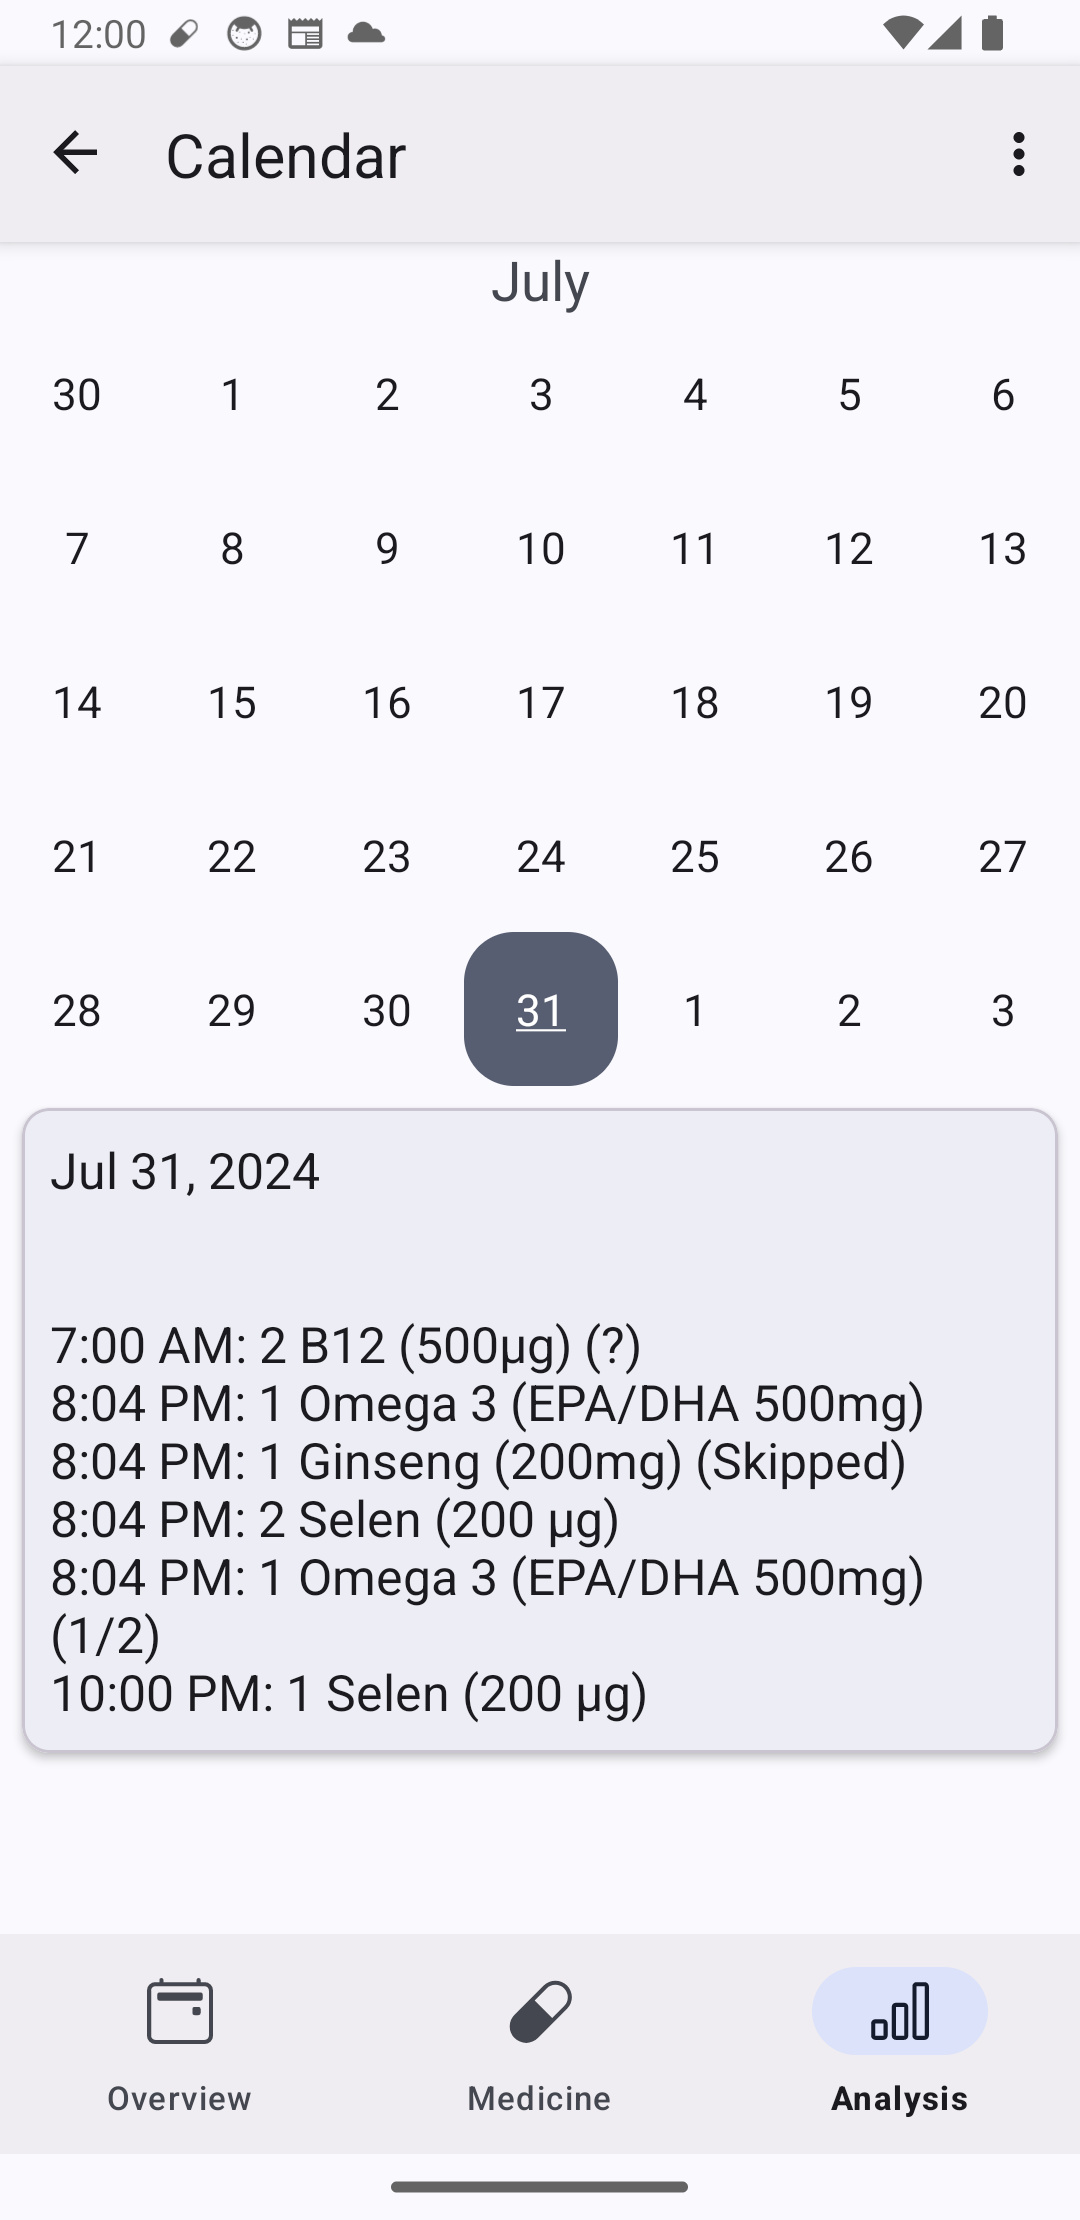 12:00
Calendar
July
30 1 2 3 4 5 6
7 8 9 10 11 12 13
14 15 16 17 18 19 20
21 22 23 24 25 26 27
28 29 30 31 1 2 3
Jul 31, 2024
7:00 AM: 2 B12 (500µg) (?)
8:04 PM: 1 Omega 3 (EPA/DHA 500mg)
8:04 PM: 1 Ginseng (200mg) (Skipped)
8:04 PM: 2 Selen (200 µg)
8:04 PM: 1 Omega 3 (EPA/DHA 500mg)
(1/2)
10:00 PM: 1 Selen (200 µg)
Overview Medicine Analysis